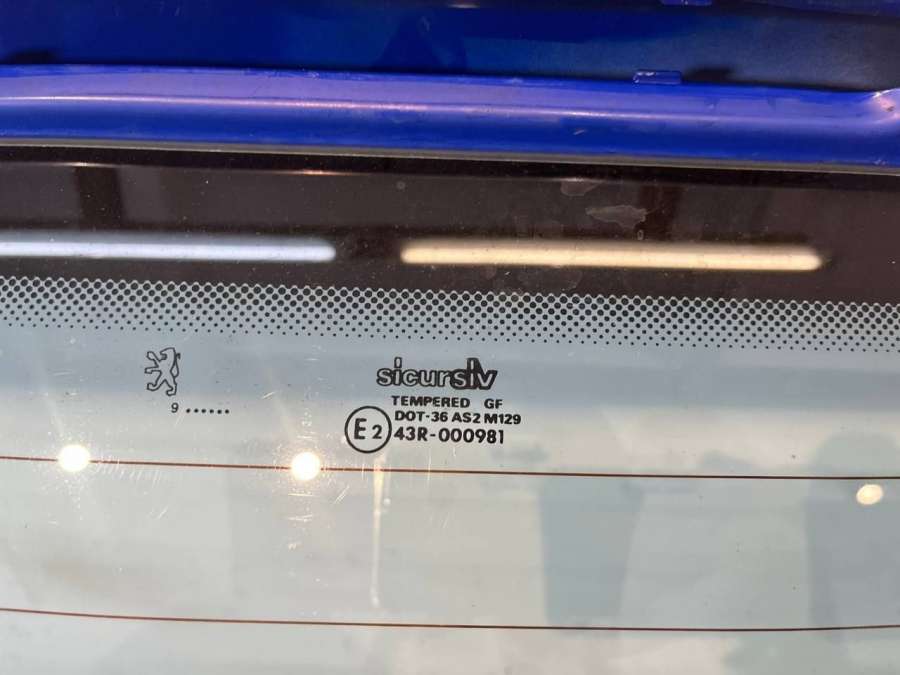 9 ......
sicursiv
TEMPERED GF
DOT-36 AS2 M129
E2 43R-000981